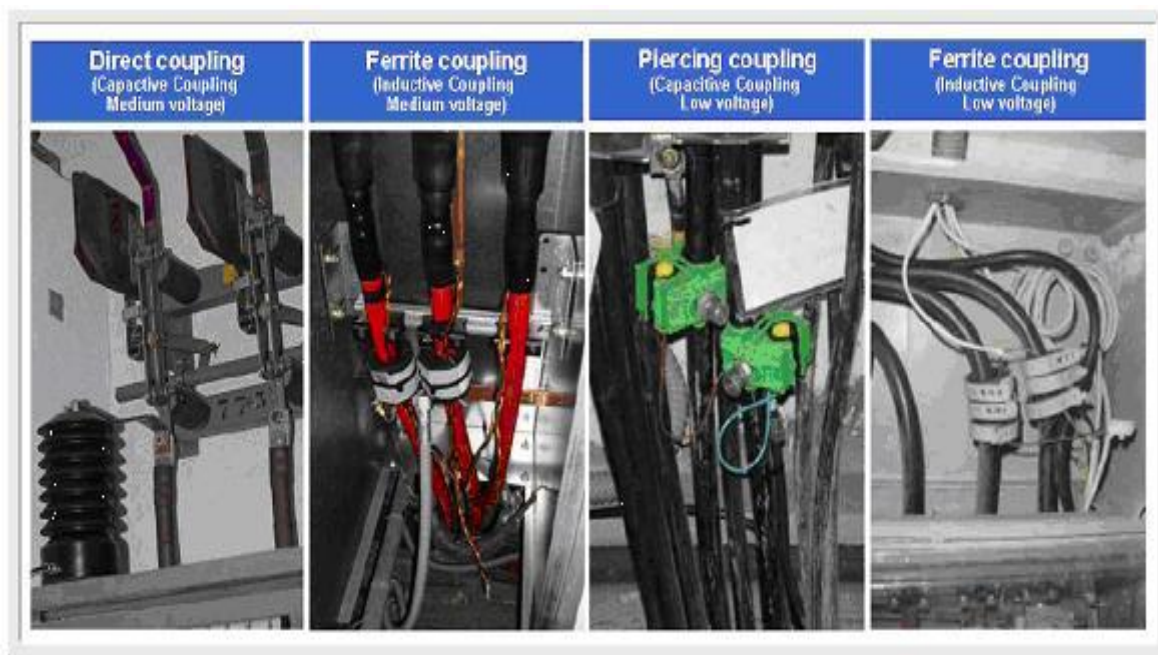 Direct coupling
(Capactive Coupling
Medium voltage)
Ferrite coupling
(Inductive Coupling
Medium voltage)
Piercing coupling
(Capacitive Coupling
Low voltage)
Ferrite coupling
(Inductive Coupling
Low voltage)